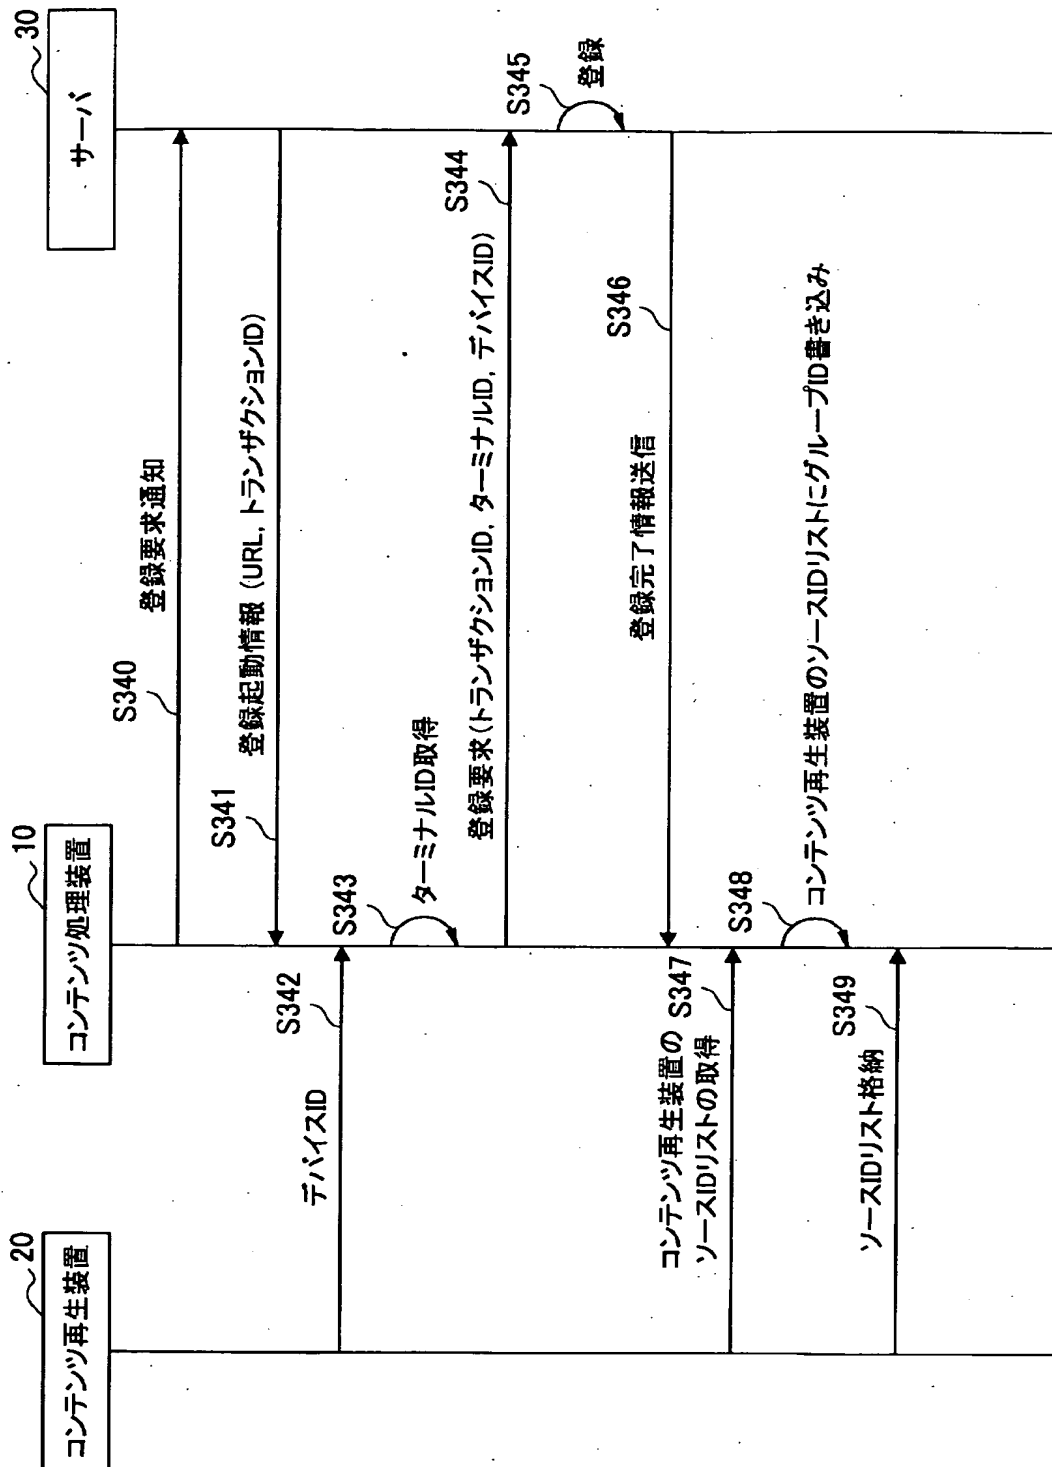 コンテンツ再生装置
20
コンテンツ処理装置
10
サーバ
30
S340
登録要求通知
S341
登録起動情報 (URL, トランザクションID)
デバイスID
S342
S343
ターミナルID取得
登録要求(トランザクションID, ターミナルID, デバイスID)
S344
S345
登録
登録完了情報送信
S346
コンテンツ再生装置の
ソースIDリストの取得
S347
S348
コンテンツ再生装置のソースIDリストにグループID書き込み
ソースIDリスト格納
S349